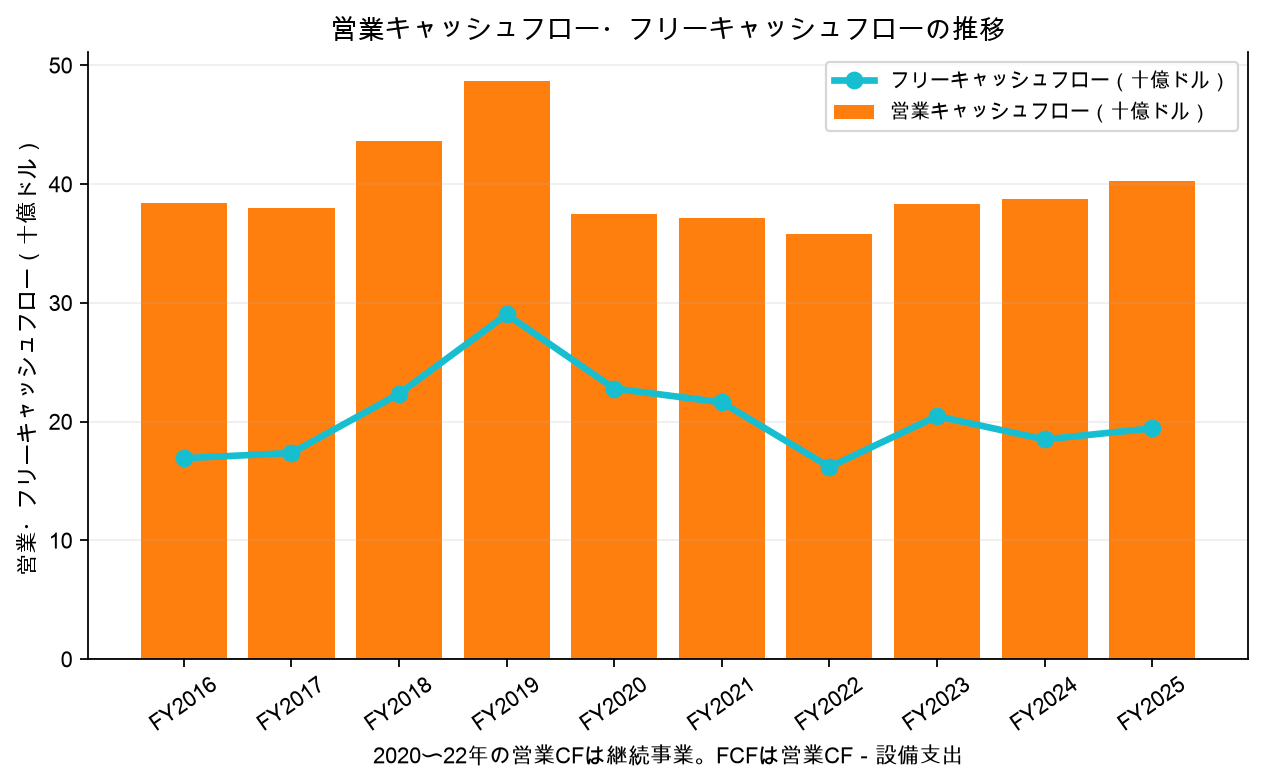 営業キャッシュフロー・フリーキャッシュフローの推移
フリーキャッシュフロー(十億ドル)
営業キャッシュフロー(十億ドル)
営業・フリーキャッシュフロー(十億ドル)
50
40
30
20
10
0
FY2016
FY2017
FY2018
FY2019
FY2020
FY2021
FY2022
FY2023
FY2024
FY2025
2020〜22年の営業CFは継続事業。FCFは営業CF - 設備支出